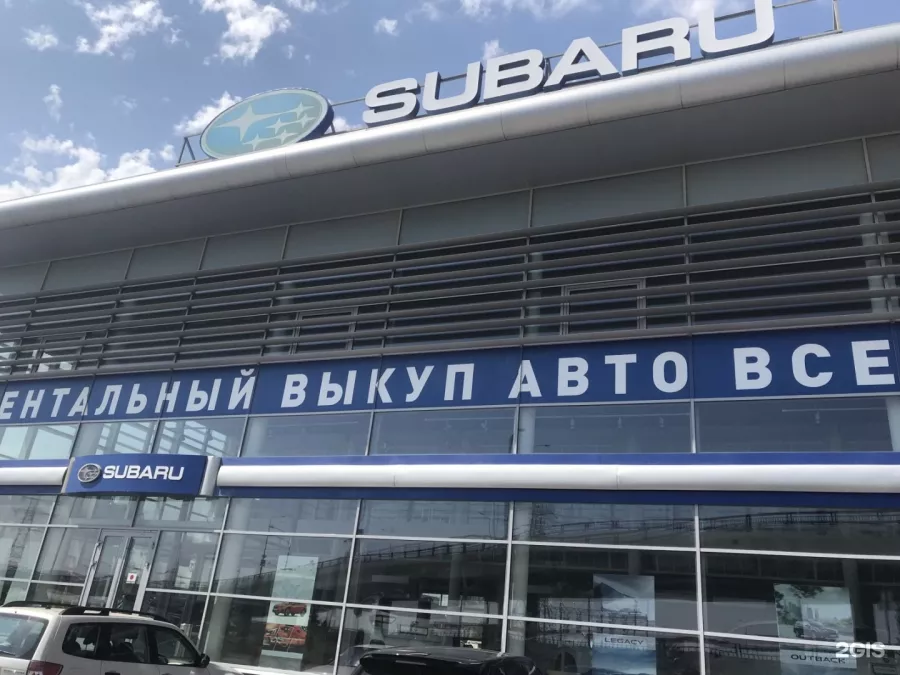 SUBARU
ЕНТАЛЬНЫЙ ВЫКУП АВТО ВСЕ
SUBARU
LEGACY
OUTBACK
2GIS